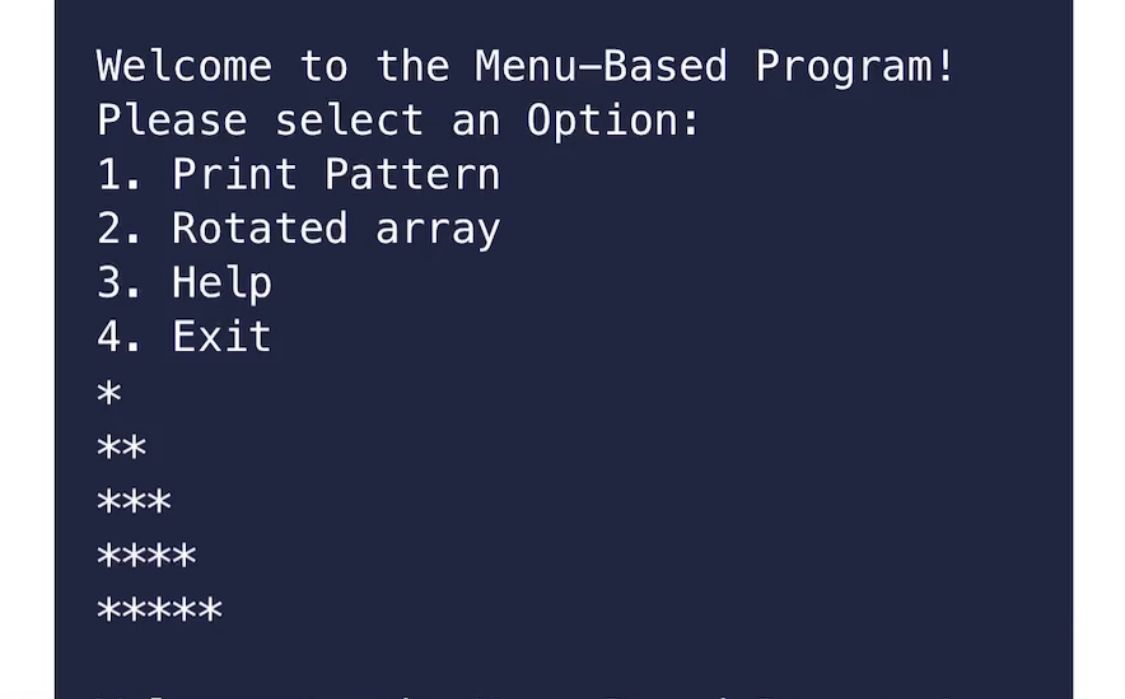 Welcome to the Menu-Based Program!
Please select an Option:
1. Print Pattern
2. Rotated array
3. Help
4. Exit
*
**
***
****
*****